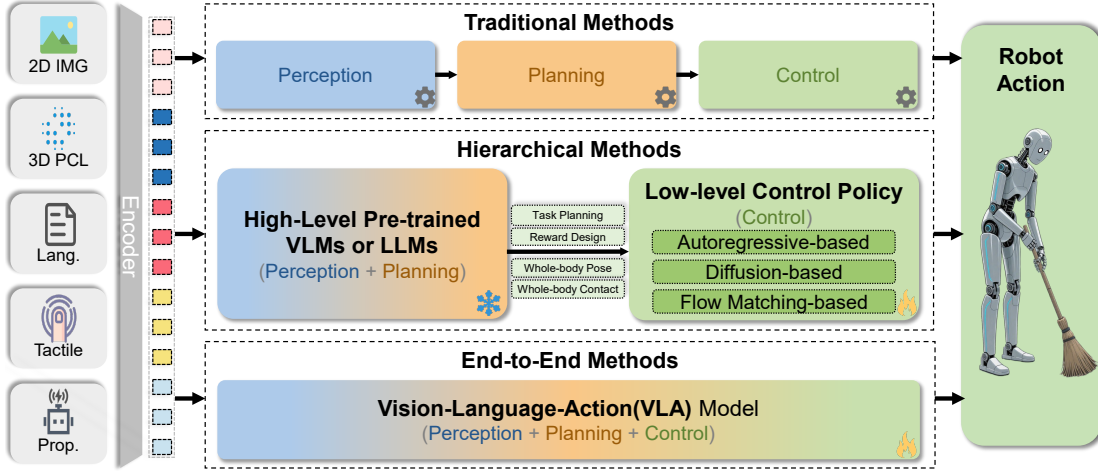 2D IMG
3D PCL
Lang.
Tactile
Prop.
Encoder
Traditional Methods
Perception
Planning
Control
Hierarchical Methods
High-Level Pre-trained
VLMs or LLMs
(Perception + Planning)
Task Planning
Reward Design
Whole-body Pose
Whole-body Contact
Low-level Control Policy
(Control)
Autoregressive-based
Diffusion-based
Flow Matching-based
End-to-End Methods
Vision-Language-Action(VLA) Model
(Perception + Planning + Control)
Robot
Action